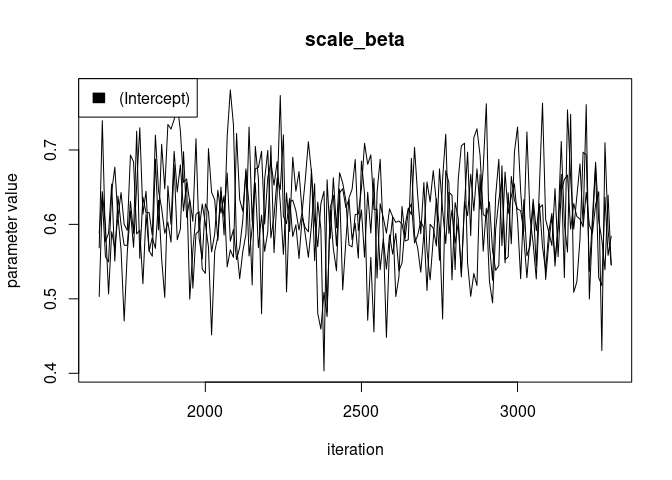 scale_beta
(Intercept)
parameter value
0.7
0.6
0.5
0.4
2000 2500 3000
iteration